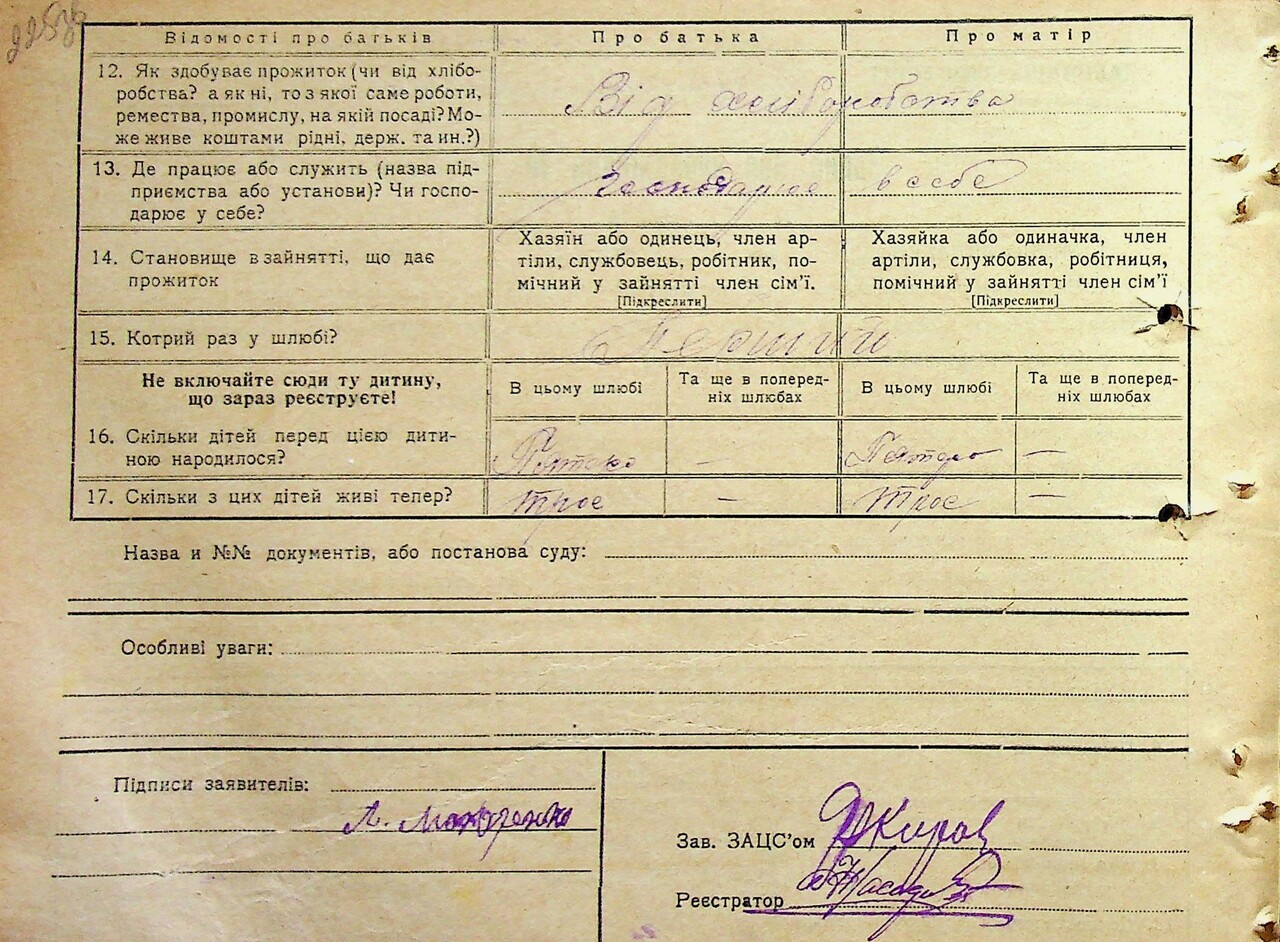 Відомості про батьків Про батька Про матір
12. Як здобуває прожиток (чи від хлібо-
робства? а як ні, то з якої саме роботи,
ремества, промислу, на якій посаді? Мо-
же живе коштами рідні, держ. та ин.?)
Від хліборобства
13. Де працює або служить (назва під-
приємства або установи)? Чи госпо-
дарює у себе?
Господарює в себе
14. Становище в зайнятті, що дає
прожиток
Хазяїн або одинець, член ар-
тіли, службовець, робітник, по-
мічний у зайнятті член сім'ї.
[Підкреслити]
Хазяйка або одиначка, член
артіли, службовка, робітниця,
помічний у зайнятті член сім'ї
[Підкреслити]
15. Котрий раз у шлюбі?
Перший
Не включайте сюди ту дитину,
що зараз реєструєте!
В цьому шлюбі
Та ще в поперед-
ніх шлюбах
В цьому шлюбі
Та ще в поперед-
ніх шлюбах
16. Скільки дітей перед цією дити-
ною народилося?
Пятеро — Пятеро —
17. Скільки з цих дітей живі тепер?
троє — троє —
Назва и №№ документів, або постанова суду:
Особливі уваги:
Підписи заявителів:
Зав. ЗАЦС'ом
Реєстратор